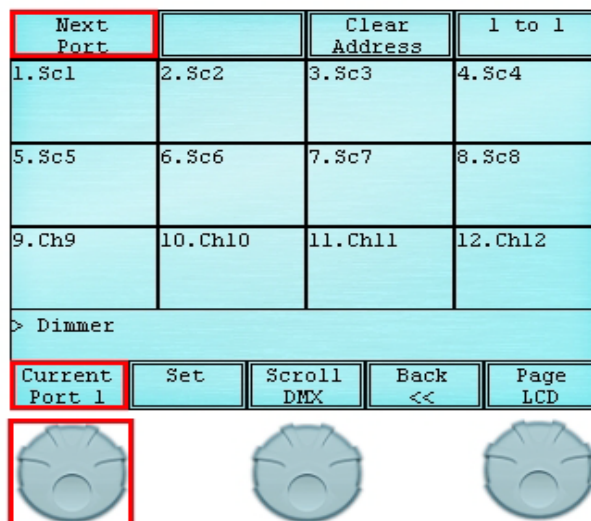 Next
Port
Clear
Address
1 to 1
1.Sc1
2.Sc2
3.Sc3
4.Sc4
5.Sc5
6.Sc6
7.Sc7
8.Sc8
9.Ch9
10.Ch10
11.Ch11
12.Ch12
> Dimmer
Current
Port 1
Set
Scroll
DMX
Back
<<
Page
LCD